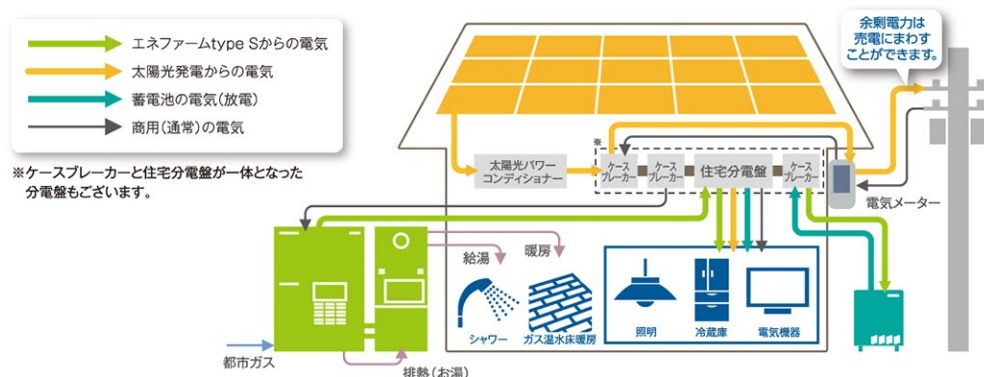 エネファームtype Sからの電気
太陽光発電からの電気
蓄電池の電気(放電)
商用(通常)の電気
※ケースブレーカーと住宅分電盤が一体となった
分電盤もございます。
余剰電力は
売電にまわす
ことができます。
※
太陽光パワー
コンディショナー
ケース
ブレーカー
ケース
ブレーカー
住宅分電盤
ケース
ブレーカー
電気メーター
給湯
暖房
シャワー
ガス温水床暖房
照明
冷蔵庫
電気機器
都市ガス
排熱(お湯)